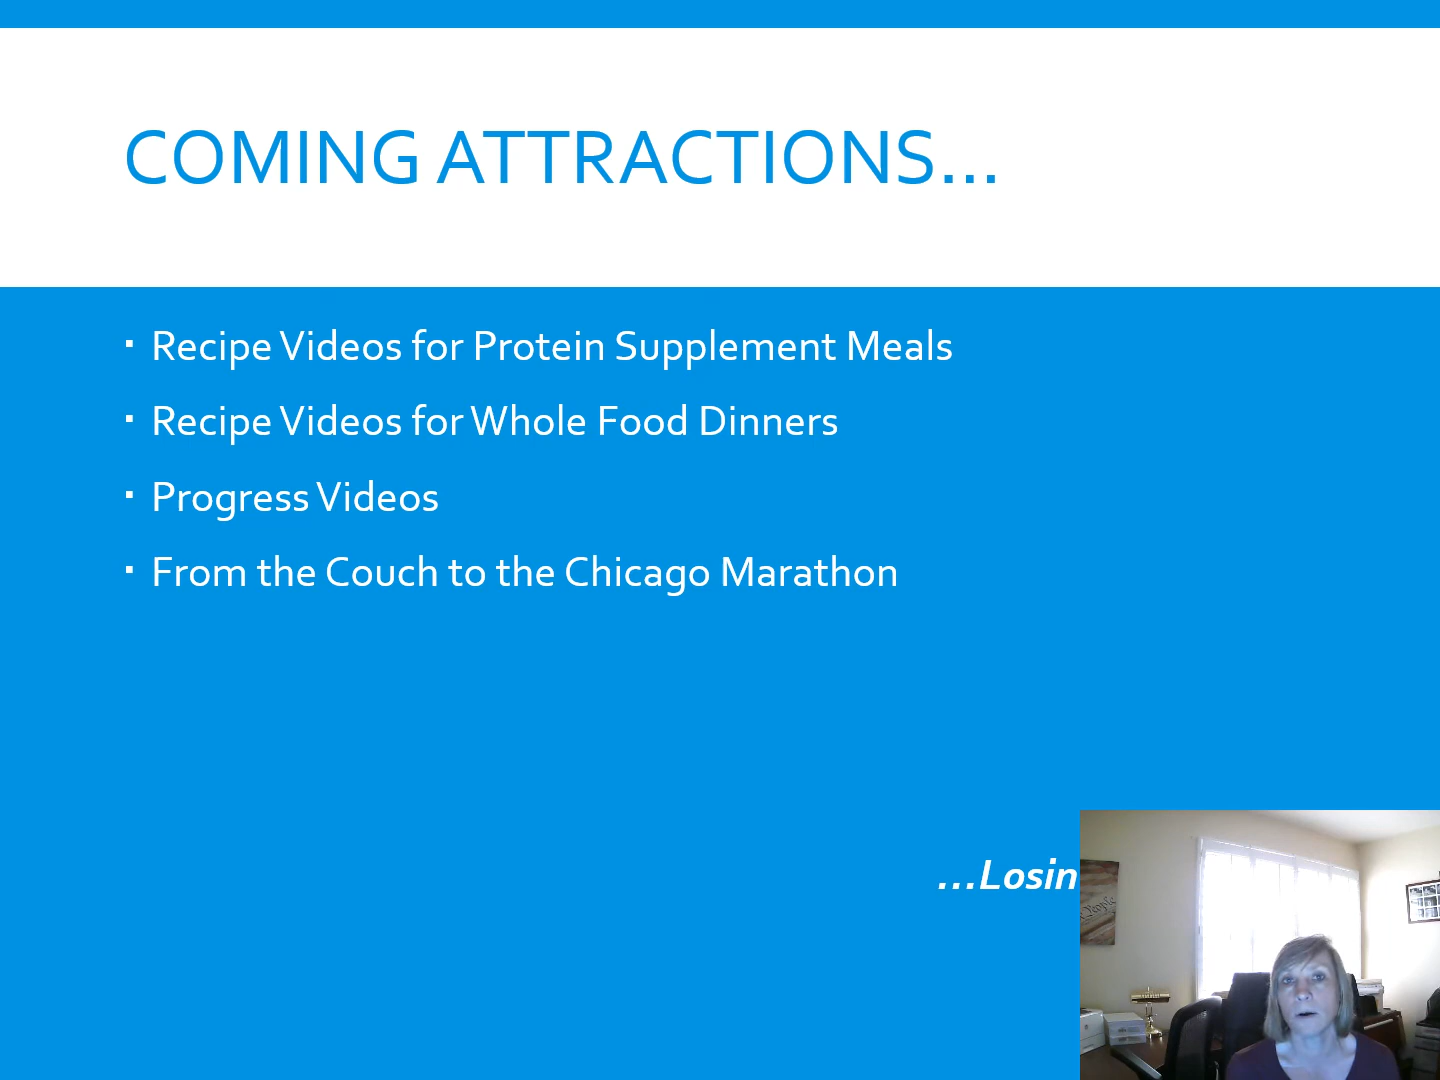 COMING ATTRACTIONS...
▪ Recipe Videos for Protein Supplement Meals
▪ Recipe Videos for Whole Food Dinners
▪ Progress Videos
▪ From the Couch to the Chicago Marathon
...Losin
People